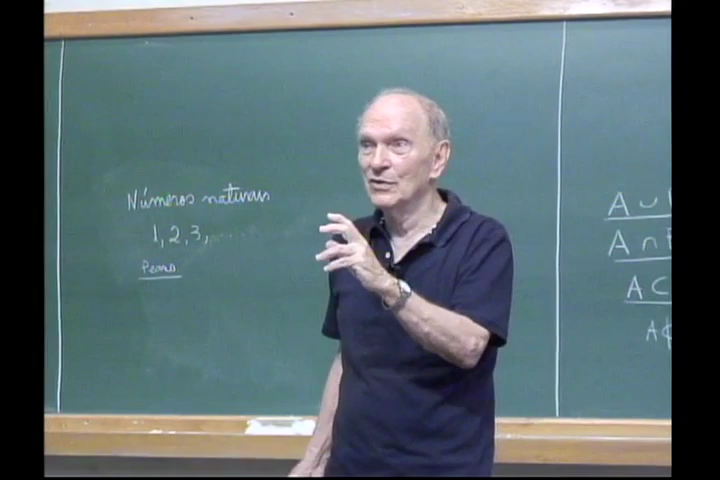 Números naturais
1, 2, 3, .....
Peano
A ∪
A ∩
A ⊂
A